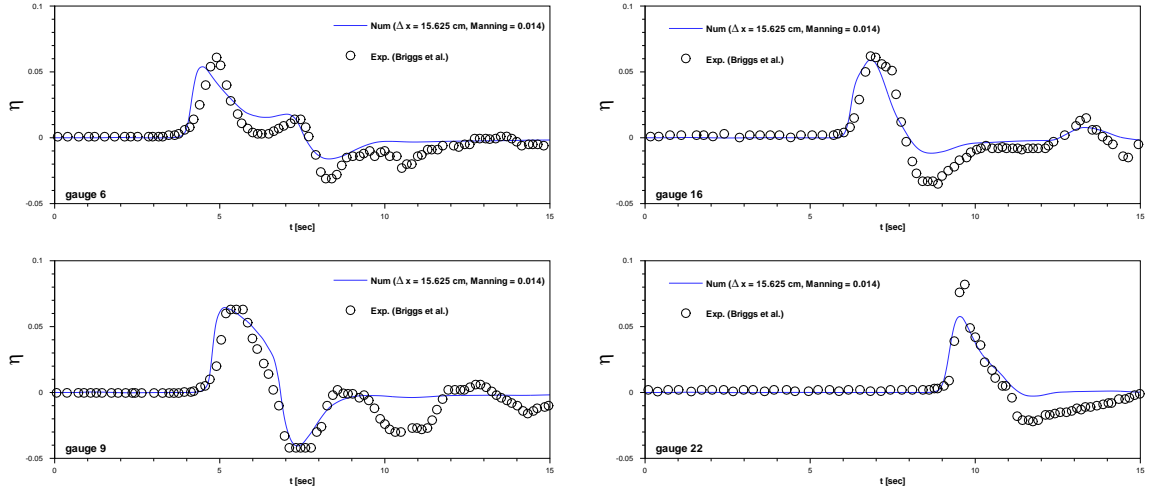 0.1
Num (Δ x = 15.625 cm, Manning = 0.014)
Exp. (Briggs et al.)
0.05
η
0
gauge 6
-0.05
0 5 10 15
t [sec]
0.1
Num (Δ x = 15.625 cm, Manning = 0.014)
Exp. (Briggs et al.)
0.05
η
0
gauge 16
-0.05
0 5 10 15
t [sec]
0.1
Num (Δ x = 15.625 cm, Manning = 0.014)
Exp. (Briggs et al.)
0.05
η
0
gauge 9
-0.05
0 5 10 15
t [sec]
0.1
Num (Δ x = 15.625 cm, Manning = 0.014)
Exp. (Briggs et al.)
0.05
η
0
gauge 22
-0.05
0 5 10 15
t [sec]